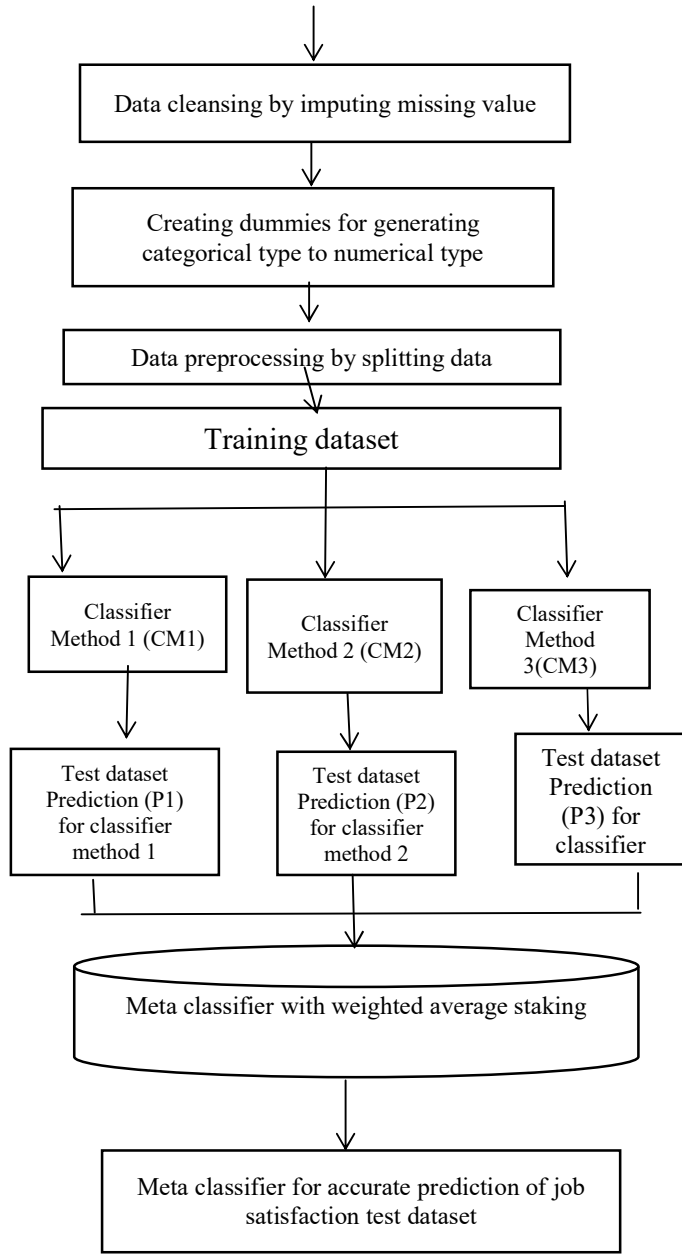 Data cleansing by imputing missing value
Creating dummies for generating
categorical type to numerical type
Data preprocessing by splitting data
Training dataset
Classifier
Method 1 (CM1)
Classifier
Method 2 (CM2)
Classifier
Method
3(CM3)
Test dataset
Prediction (P1)
for classifier
method 1
Test dataset
Prediction (P2)
for classifier
method 2
Test dataset
Prediction
(P3) for
classifier
Meta classifier with weighted average staking
Meta classifier for accurate prediction of job
satisfaction test dataset